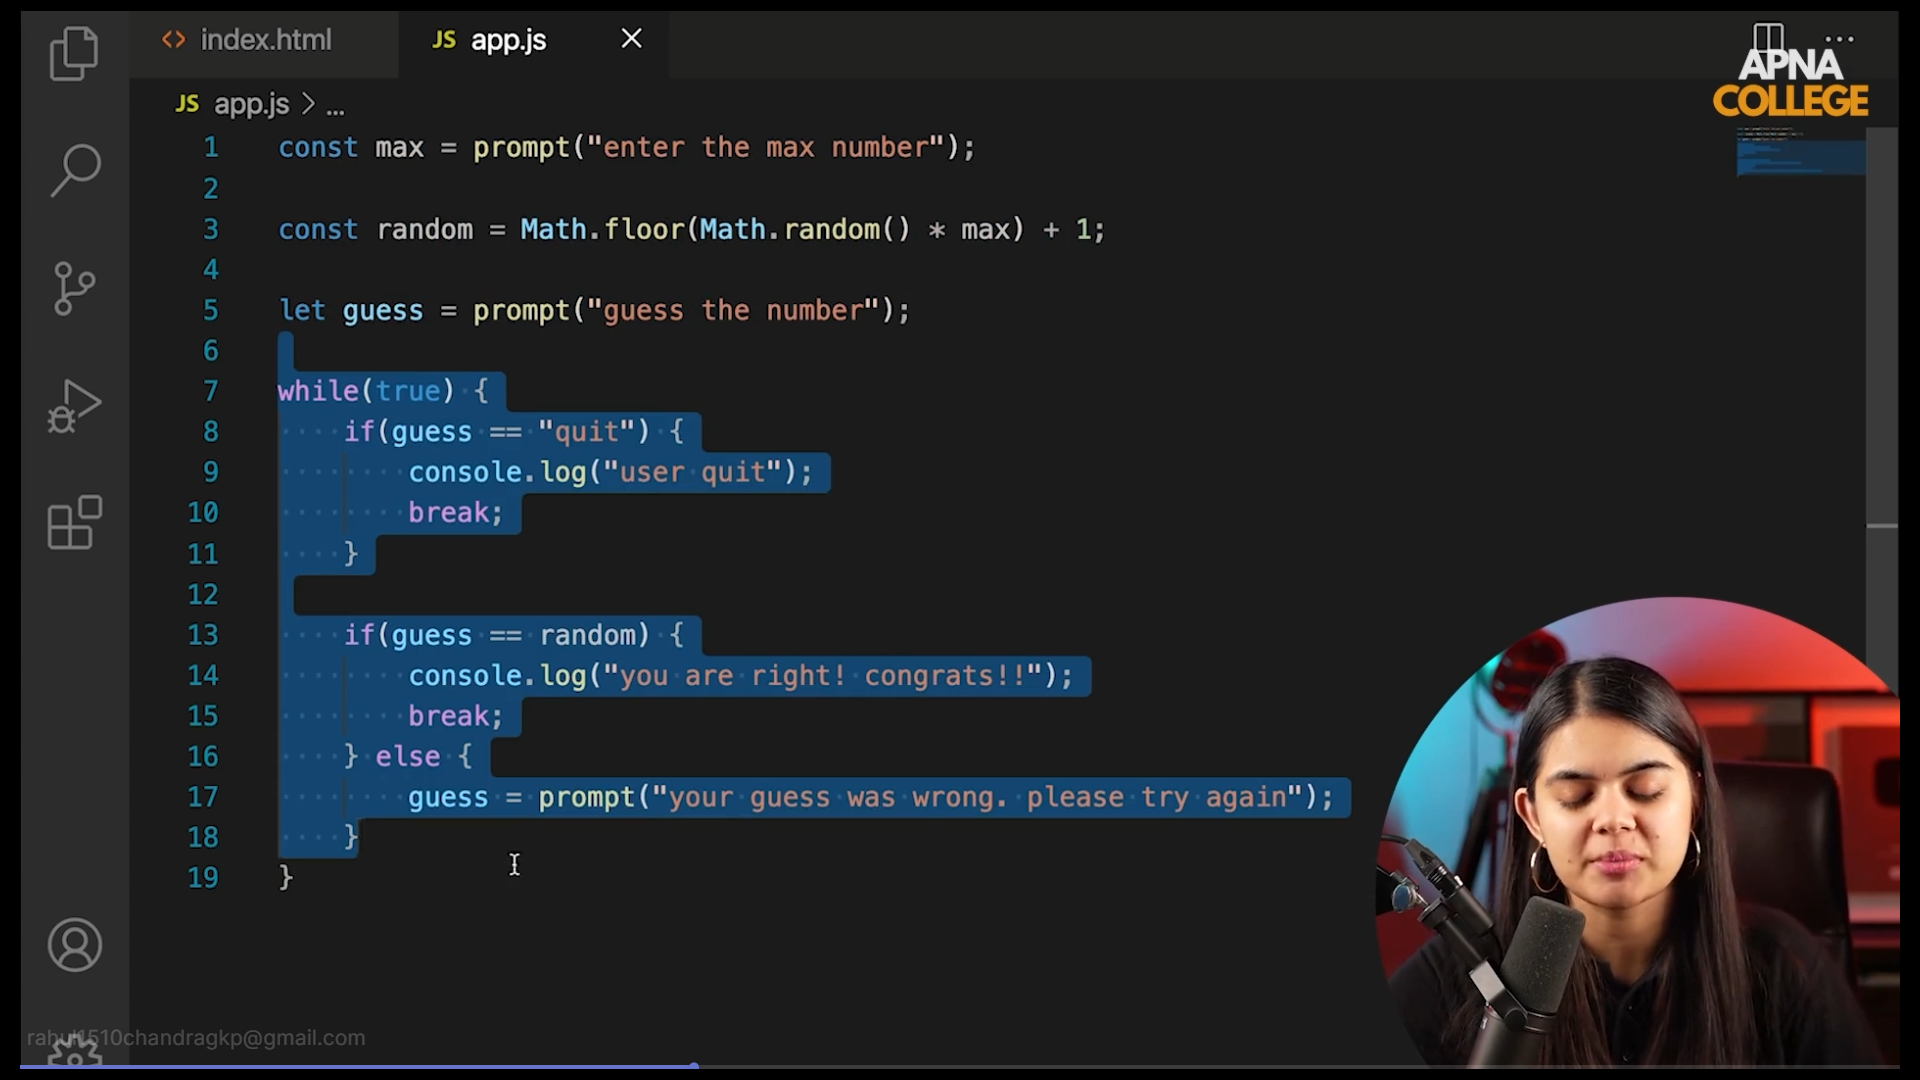 index.html
JS app.js
APNA
COLLEGE
JS app.js > ...
1 const max = prompt("enter the max number");
2
3 const random = Math.floor(Math.random() * max) + 1;
4
5 let guess = prompt("guess the number");
6
7 while(true) {
8 if(guess == "quit") {
9 console.log("user quit");
10 break;
11 }
12
13 if(guess == random) {
14 console.log("you are right! congrats!!");
15 break;
16 } else {
17 guess = prompt("your guess was wrong. please try again");
18 }
19 }
rahul1510chandragkp@gmail.com